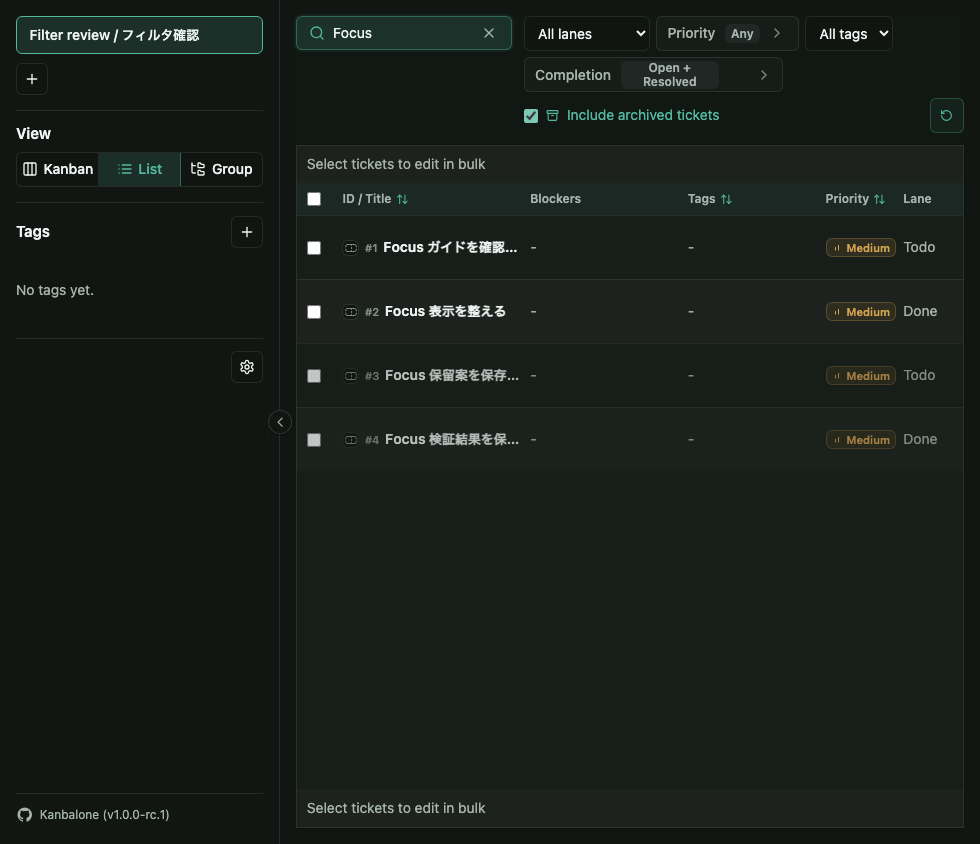 Filter review / フィルタ確認
View
Kanban
List
Group
Tags
No tags yet.
Kanbalone (v1.0.0-rc.1)
Focus
All lanes
Priority Any
All tags
Completion Open +
Resolved
Include archived tickets
Select tickets to edit in bulk
ID / Title Blockers Tags Priority Lane
#1 Focus ガイドを確認... - - Medium Todo
#2 Focus 表示を整える - - Medium Done
#3 Focus 保留案を保存... - - Medium Todo
#4 Focus 検証結果を保... - - Medium Done
Select tickets to edit in bulk